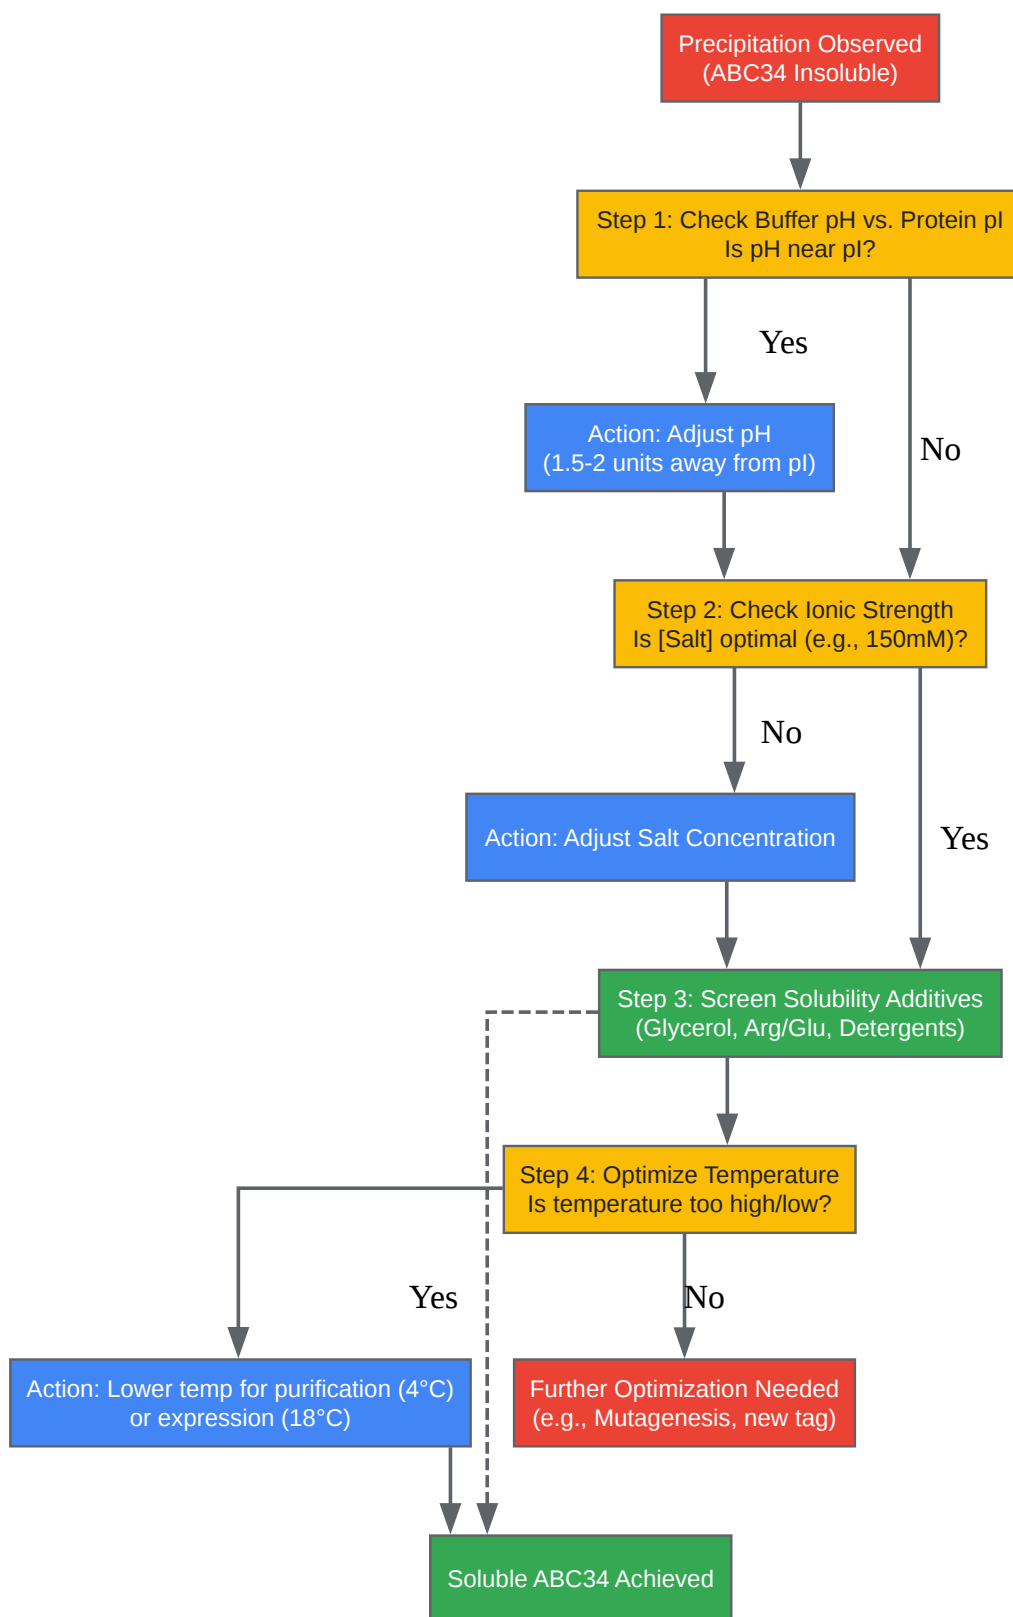 Precipitation Observed
(ABC34 Insoluble)
Step 1: Check Buffer pH vs. Protein pI
Is pH near pI?
Yes
Action: Adjust pH
(1.5-2 units away from pI)
No
Step 2: Check Ionic Strength
Is [Salt] optimal (e.g., 150mM)?
No
Action: Adjust Salt Concentration
Yes
Step 3: Screen Solubility Additives
(Glycerol, Arg/Glu, Detergents)
Step 4: Optimize Temperature
Is temperature too high/low?
Yes
No
Action: Lower temp for purification (4°C)
or expression (18°C)
Further Optimization Needed
(e.g., Mutagenesis, new tag)
Soluble ABC34 Achieved